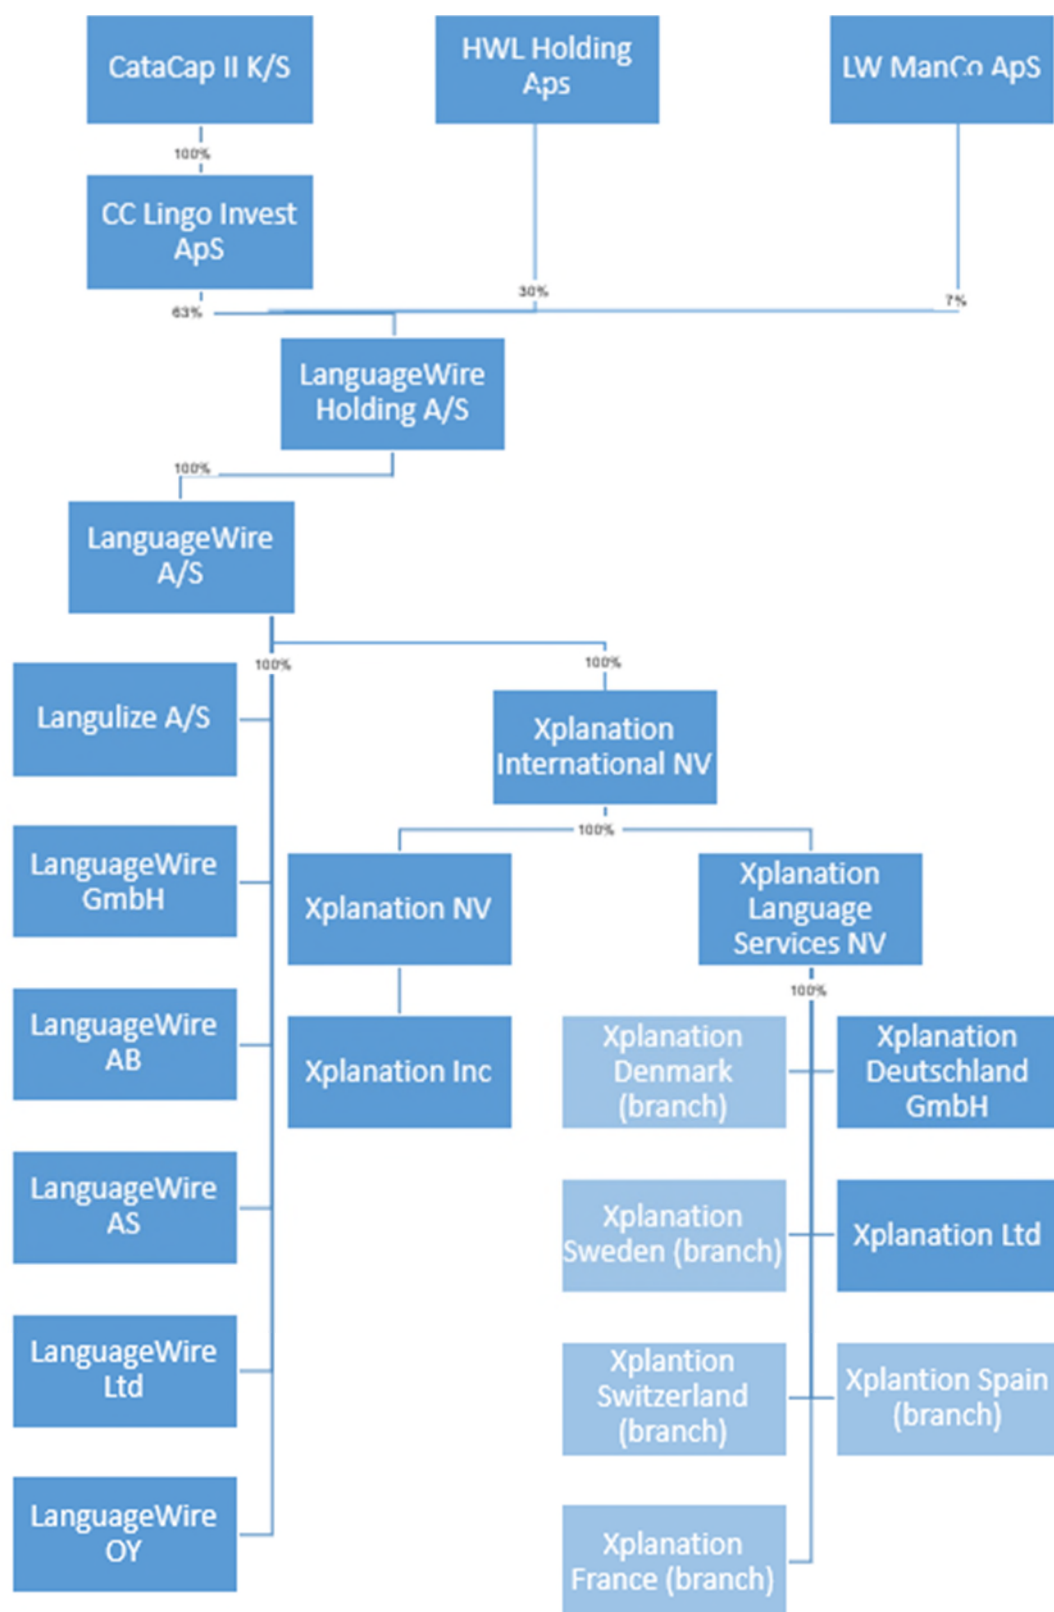 CataCap II K/S
HWL Holding
Aps
LW ManCo ApS
100%
CC Lingo Invest
ApS
63%
30%
7%
LanguageWire
Holding A/S
100%
LanguageWire
A/S
100%
100%
Langulize A/S
Xplanation
International NV
100%
LanguageWire
GmbH
Xplanation NV
Xplanation
Language
Services NV
100%
LanguageWire
AB
Xplanation Inc
Xplanation
Denmark
(branch)
Xplanation
Deutschland
GmbH
LanguageWire
AS
Xplanation
Sweden (branch)
Xplanation Ltd
LanguageWire
Ltd
Xplantion
Switzerland
(branch)
Xplantion Spain
(branch)
LanguageWire
OY
Xplanation
France (branch)